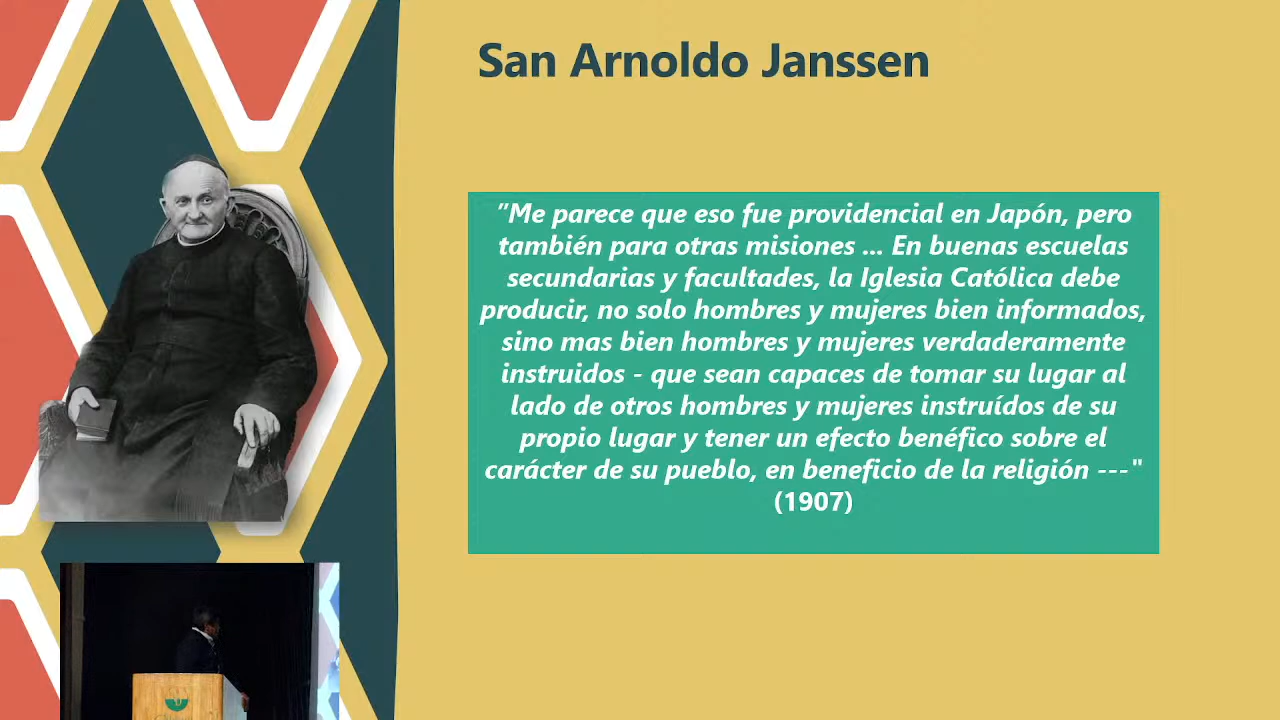 San Arnoldo Janssen
"Me parece que eso fue providencial en Japón, pero
también para otras misiones ... En buenas escuelas
secundarias y facultades, la Iglesia Católica debe
producir, no solo hombres y mujeres bien informados,
sino mas bien hombres y mujeres verdaderamente
instruidos - que sean capaces de tomar su lugar al
lado de otros hombres y mujeres instruídos de su
propio lugar y tener un efecto benéfico sobre el
carácter de su pueblo, en beneficio de la religión ---"
(1907)